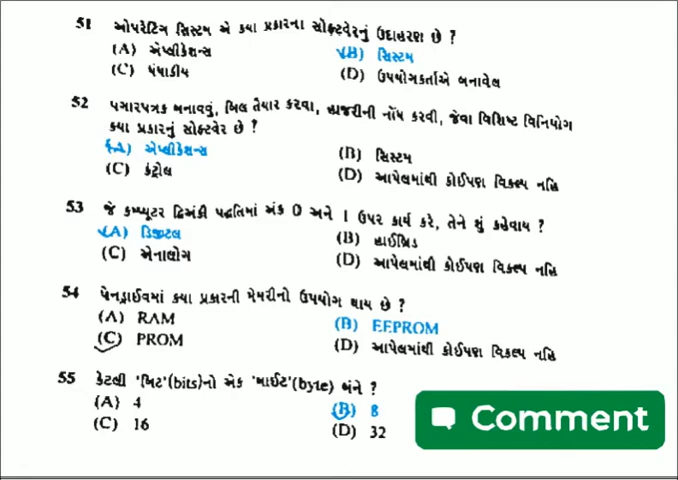 51 ઓપરેટિંગ સિસ્ટમ એ કયા પ્રકારના સોફ્ટવેરનું ઉદાહરણ છે ?
(A) એપ્લીકેશન્સ (B) સિસ્ટમ
(C) ધંધાકીય (D) ઉપયોગકર્તાએ બનાવેલ
52 પગારપત્રક બનાવવું, બિલ તૈયાર કરવા, હાજરીની નોંધ કરવી, જેવા વિશિષ્ટ વિનિયોગ
કયા પ્રકારનું સોફ્ટવેર છે ?
(A) એપ્લીકેશન્સ (B) સિસ્ટમ
(C) કંટ્રોલ (D) આપેલમાંથી કોઈપણ વિકલ્પ નહિ
53 જે કમ્પ્યુટર દ્વિઅંકી પદ્ધતિમાં અંક 0 અને 1 ઉપર કાર્ય કરે, તેને શું કહેવાય ?
(A) ડિજીટલ (B) હાઈબ્રિડ
(C) એનાલોગ (D) આપેલમાંથી કોઈપણ વિકલ્પ નહિ
54 પેનડ્રાઈવમાં કયા પ્રકારની મેમરીનો ઉપયોગ થાય છે ?
(A) RAM (B) EEPROM
(C) PROM (D) આપેલમાંથી કોઈપણ વિકલ્પ નહિ
55 કેટલી 'બિટ'(bits)નો એક 'બાઈટ'(byte) બંને ?
(A) 4 (B) 8
(C) 16 (D) 32
Comment